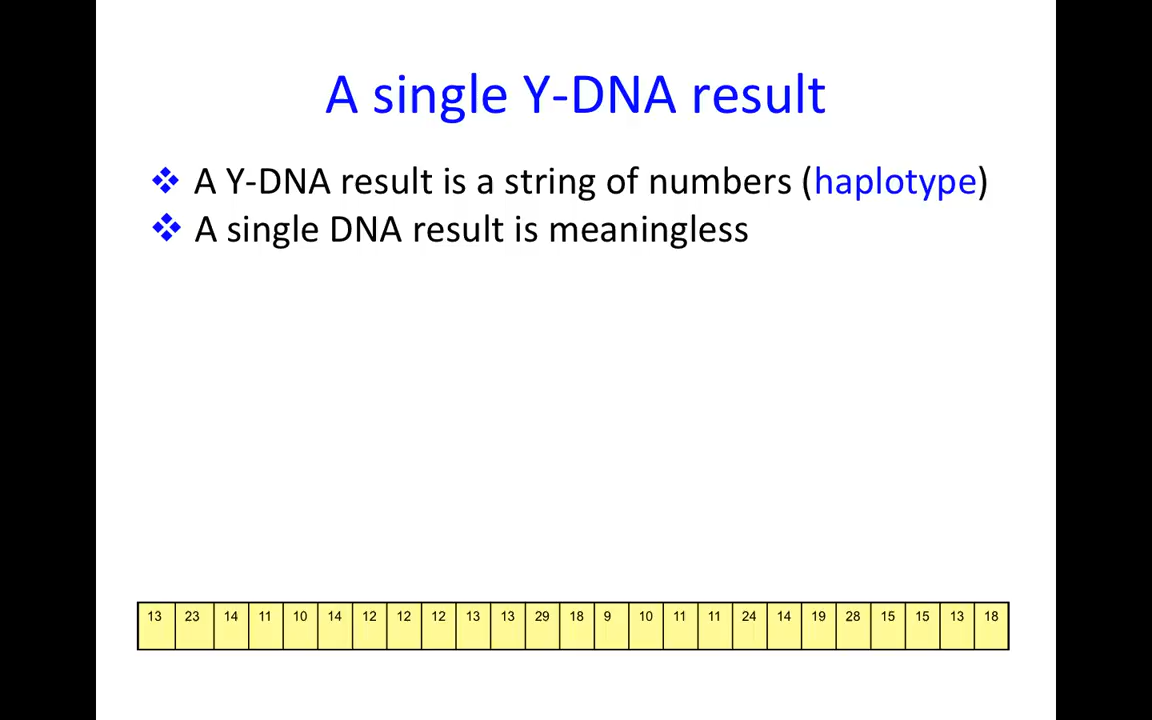 A single Y-DNA result
❖ A Y-DNA result is a string of numbers (haplotype)
❖ A single DNA result is meaningless
13 23 14 11 10 14 12 12 12 13 13 29 18 9 10 11 11 24 14 19 28 15 15 13 18